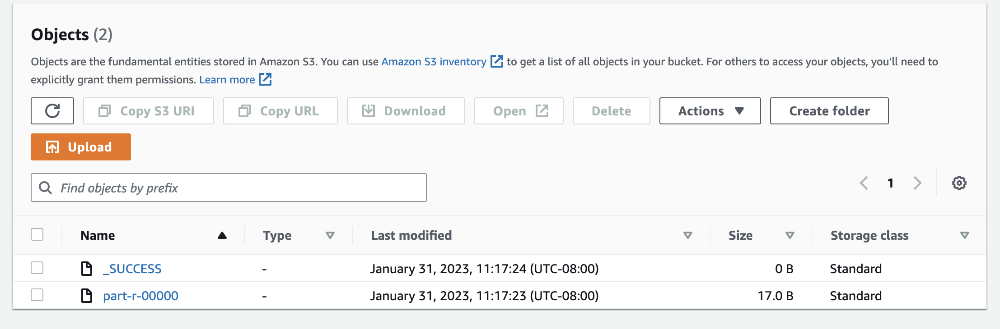 Objects (2)
Objects are the fundamental entities stored in Amazon S3. You can use Amazon S3 inventory to get a list of all objects in your bucket. For others to access your objects, you’ll need to
explicitly grant them permissions. Learn more
Copy S3 URI Copy URL Download Open Delete Actions Create folder
Upload
Find objects by prefix 1
Name Type Last modified Size Storage class
_SUCCESS - January 31, 2023, 11:17:24 (UTC-08:00) 0 B Standard
part-r-00000 - January 31, 2023, 11:17:23 (UTC-08:00) 17.0 B Standard